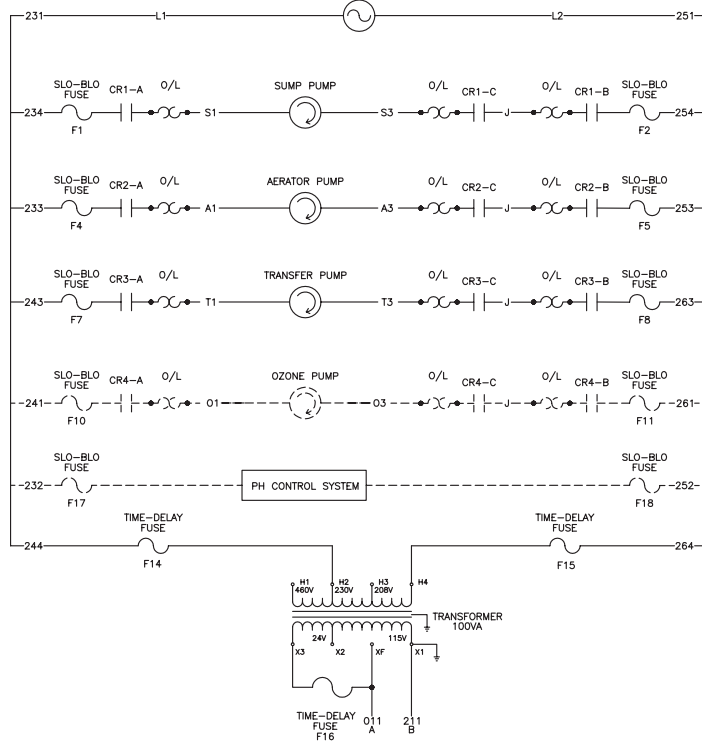 231 L1 L2 251
SLO-BLO FUSE CR1-A O/L SUMP PUMP O/L CR1-C O/L CR1-B SLO-BLO FUSE
234 S1 S3 J 254
F1 F2
SLO-BLO FUSE CR2-A O/L AERATOR PUMP O/L CR2-C O/L CR2-B SLO-BLO FUSE
233 A1 A3 J 253
F4 F5
SLO-BLO FUSE CR3-A O/L TRANSFER PUMP O/L CR3-C O/L CR3-B SLO-BLO FUSE
243 T1 T3 J 263
F7 F8
SLO-BLO FUSE CR4-A O/L OZONE PUMP O/L CR4-C O/L CR4-B SLO-BLO FUSE
241 O1 O3 J 261
F10 F11
SLO-BLO FUSE SLO-BLO FUSE
232 PH CONTROL SYSTEM 252
F17 F18
TIME-DELAY FUSE TIME-DELAY FUSE
244 264
F14 F15
H1 H2 H3 H4
460V 230V 208V
TRANSFORMER
100VA
24V 115V
X3 X2 XF X1
TIME-DELAY
FUSE
F16
011 211
A B